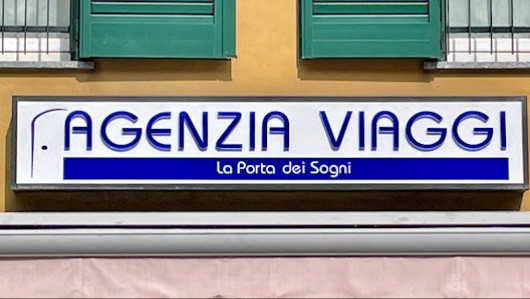 AGENZIA VIAGGI
La Porta dei Sogni